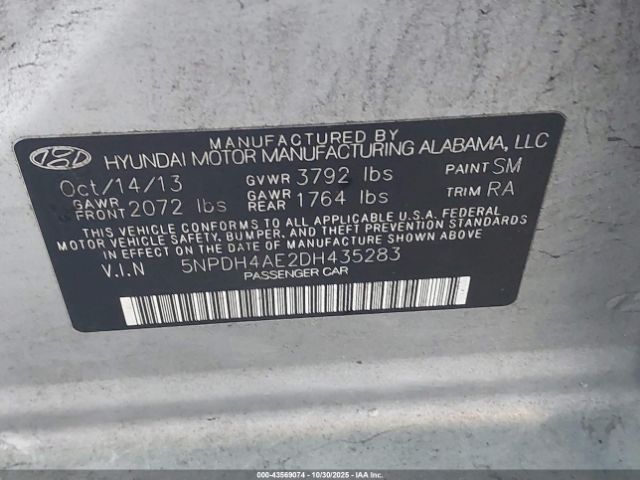 MANUFACTURED BY
HYUNDAI MOTOR MANUFACTURING ALABAMA, LLC
Oct/14/13 GVWR 3792 lbs PAINT SM
GAWR FRONT 2072 lbs GAWR REAR 1764 lbs TRIM RA
THIS VEHICLE CONFORMS TO ALL APPLICABLE U.S. FEDERAL
MOTOR VEHICLE SAFETY, BUMPER, AND THEFT PREVENTION STANDARDS
IN EFFECT ON THE DATE OF MANUFACTURE SHOWN ABOVE.
V.I.N 5NPDH4AE2DH435283
PASSENGER CAR
000-43569074 - 10/30/2025 - IAA Inc. - Copyright